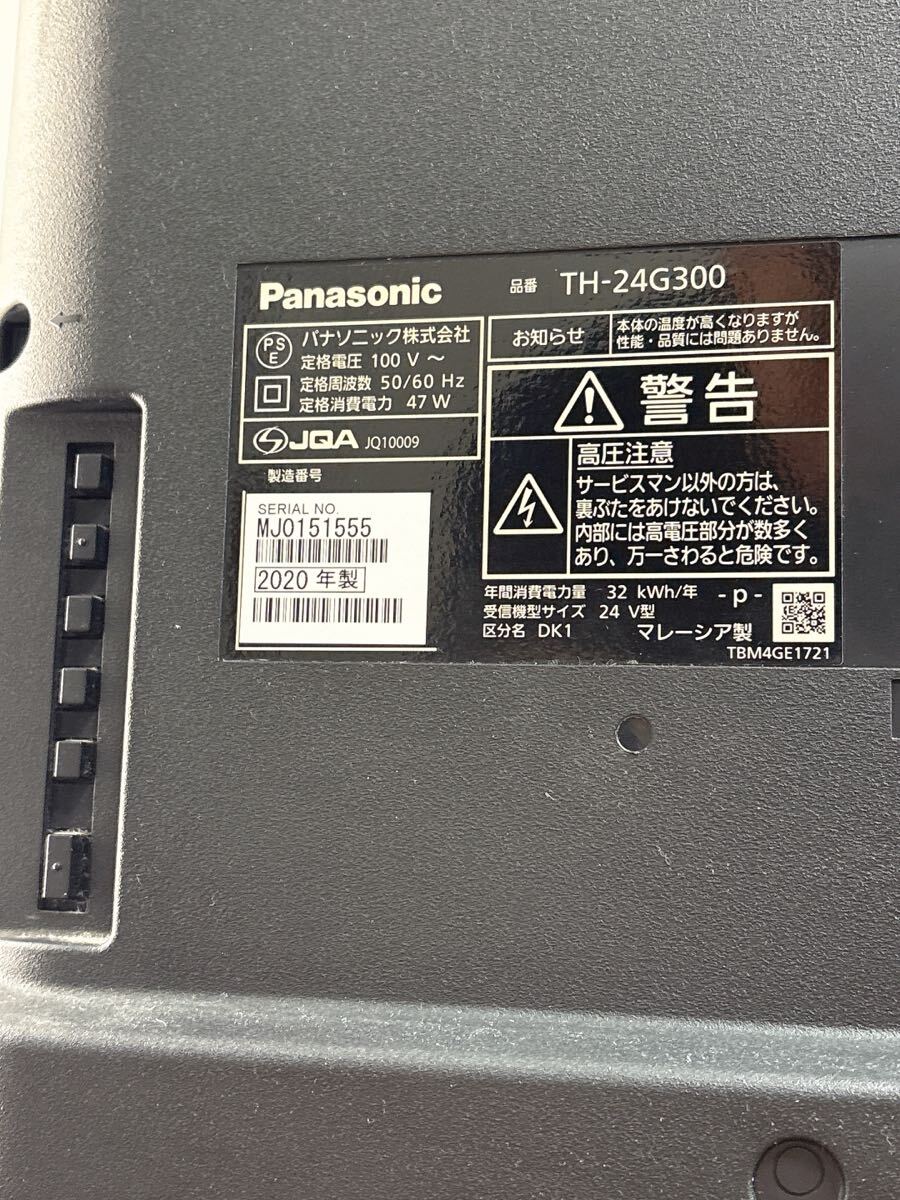 Panasonic
品番 TH-24G300
PS
E
パナソニック株式会社
定格電圧 100 V ～
定格周波数 50/60 Hz
定格消費電力 47 W
JQA JQ10009
製造番号
SERIAL NO.
MJ0151555
2020 年製
お知らせ
本体の温度が高くなりますが
性能・品質には問題ありません。
警告
高圧注意
サービスマン以外の方は、
裏ぶたをあけないでください。
内部には高電圧部分が数多く
あり、万一さわると危険です。
年間消費電力量 32 kWh/年
受信機型サイズ 24 V型
区分名 DK1
- p -
マレーシア製
TBM4GE1721